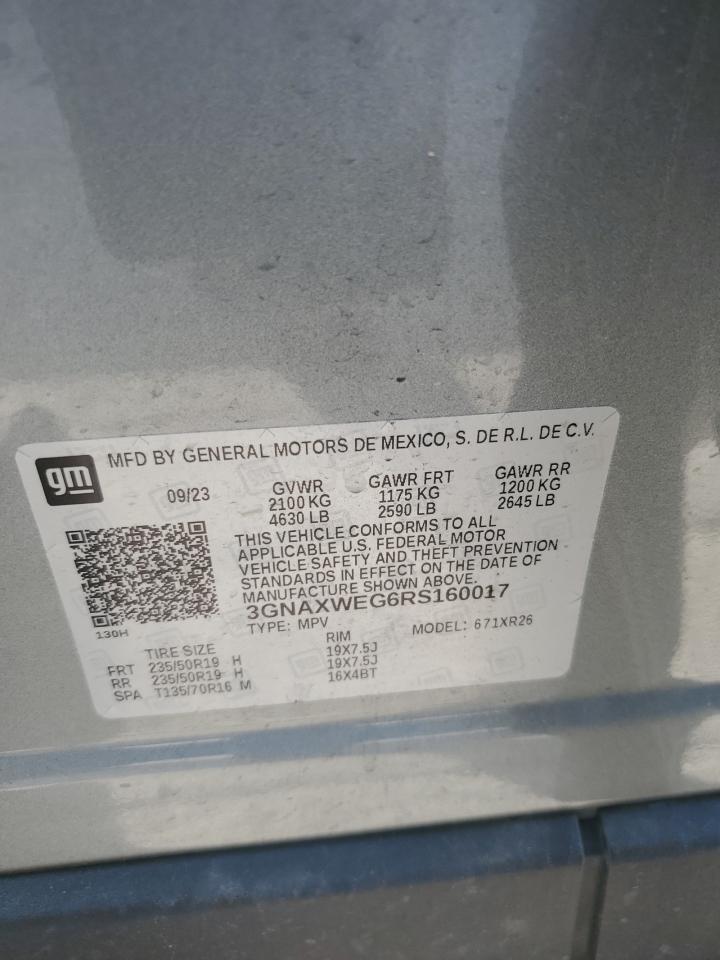 gm
MFD BY GENERAL MOTORS DE MEXICO, S. DE R.L. DE C.V.
09/23
GVWR
2100 KG
4630 LB
GAWR FRT
1175 KG
2590 LB
GAWR RR
1200 KG
2645 LB
THIS VEHICLE CONFORMS TO ALL
APPLICABLE U.S. FEDERAL MOTOR
VEHICLE SAFETY AND THEFT PREVENTION
STANDARDS IN EFFECT ON THE DATE OF
MANUFACTURE SHOWN ABOVE.
3GNAXWEG6RS160017
TYPE: MPV MODEL: 671XR26
130H
TIRE SIZE RIM
FRT 235/50R19 H 19X7.5J
RR 235/50R19 H 19X7.5J
SPA T135/70R16 M 16X4BT